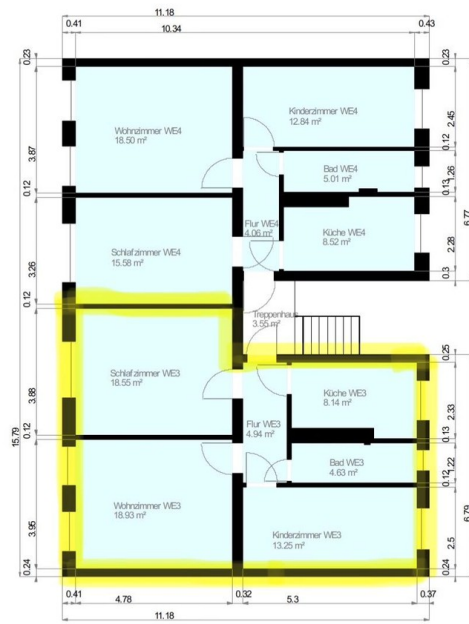 11.18
0.41
10.34
0.43
0.23
3.87
0.12
3.26
0.12
3.88
0.12
3.95
0.24
15.79
0.23
2.45
0.12
1.26
0.13
2.28
0.3
6.77
0.25
2.33
0.13
1.22
0.12
2.5
0.24
6.79
Wohnzimmer WE4
18.50 m²
Kinderzimmer WE4
12.84 m²
Bad WE4
5.01 m²
Flur WE4
4.06 m²
Küche WE4
8.52 m²
Schlafzimmer WE4
15.58 m²
Treppenhaus
3.55 m²
Schlafzimmer WE3
18.55 m²
Küche WE3
8.14 m²
Flur WE3
4.94 m²
Bad WE3
4.63 m²
Wohnzimmer WE3
18.93 m²
Kinderzimmer WE3
13.25 m²
0.41
4.78
0.32
5.3
0.37
11.18